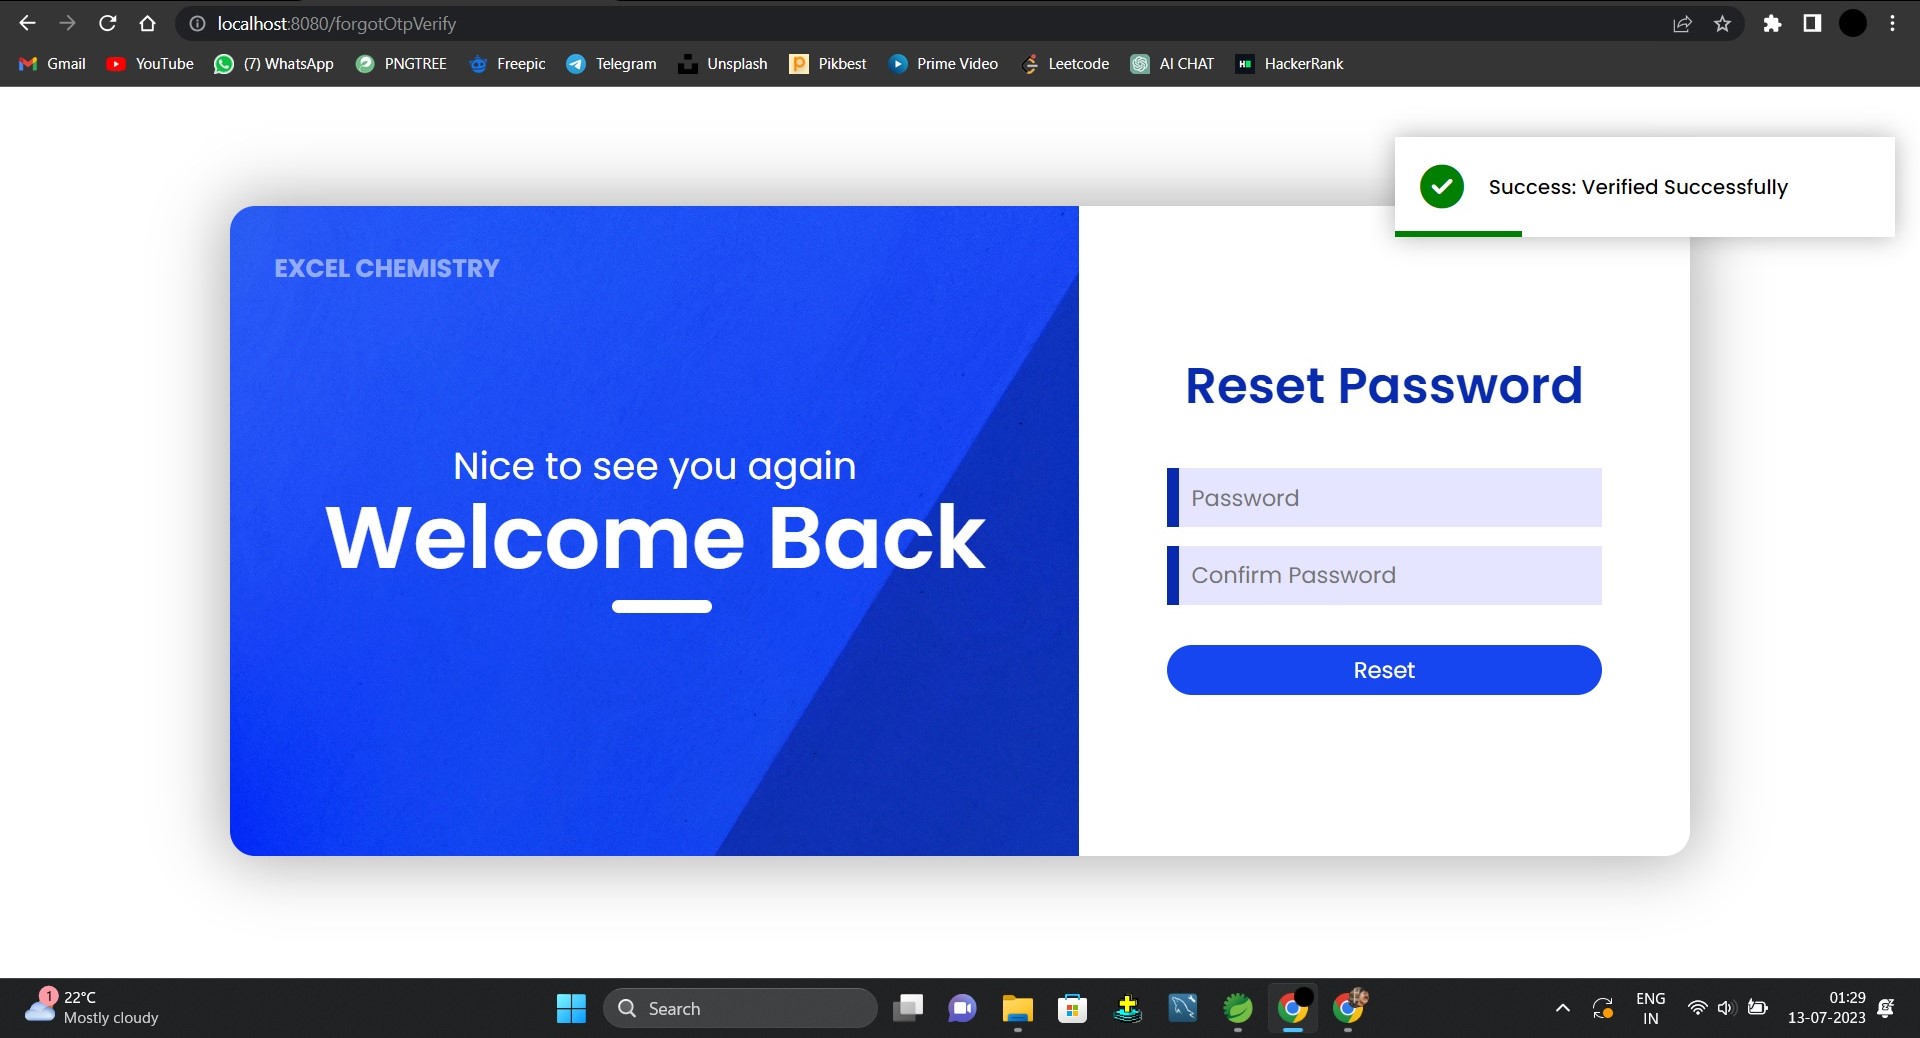 localhost:8080/forgotOtpVerify
Gmail YouTube (7) WhatsApp PNGTREE Freepic Telegram Unsplash Pikbest Prime Video Leetcode AI CHAT HackerRank
Success: Verified Successfully
EXCEL CHEMISTRY
Reset Password
Nice to see you again
Welcome Back
Password
Confirm Password
Reset
1
22°C
Mostly cloudy
Search
ENG
IN
01:29
13-07-2023